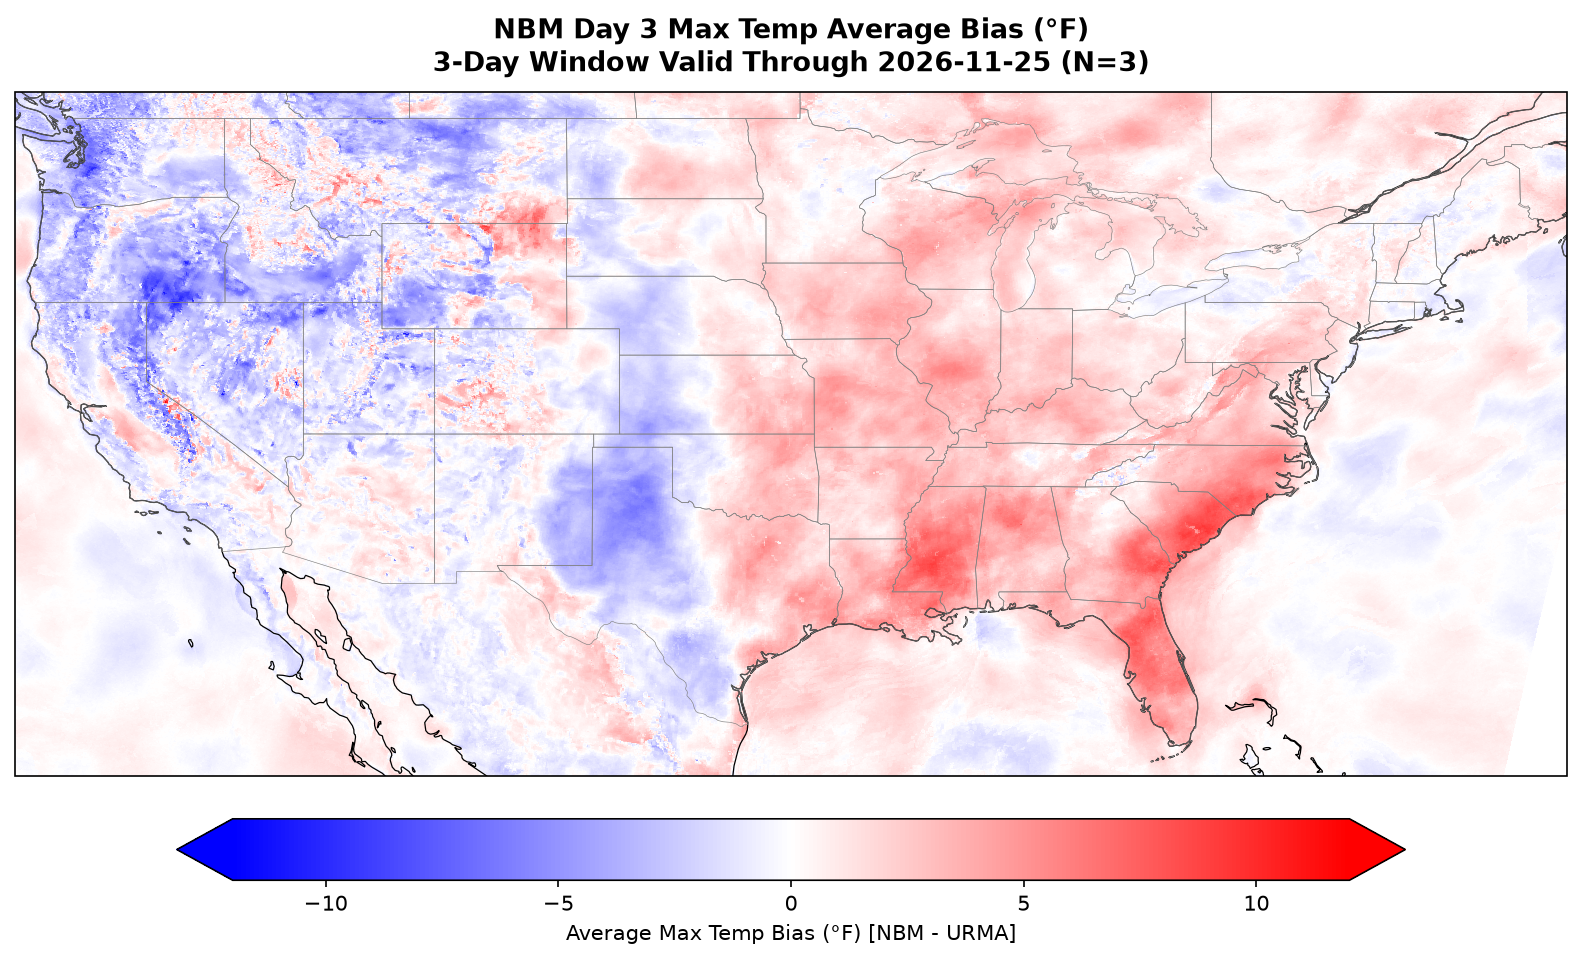 NBM Day 3 Max Temp Average Bias (°F)
3-Day Window Valid Through 2026-11-25 (N=3)
−10 −5 0 5 10
Average Max Temp Bias (°F) [NBM - URMA]